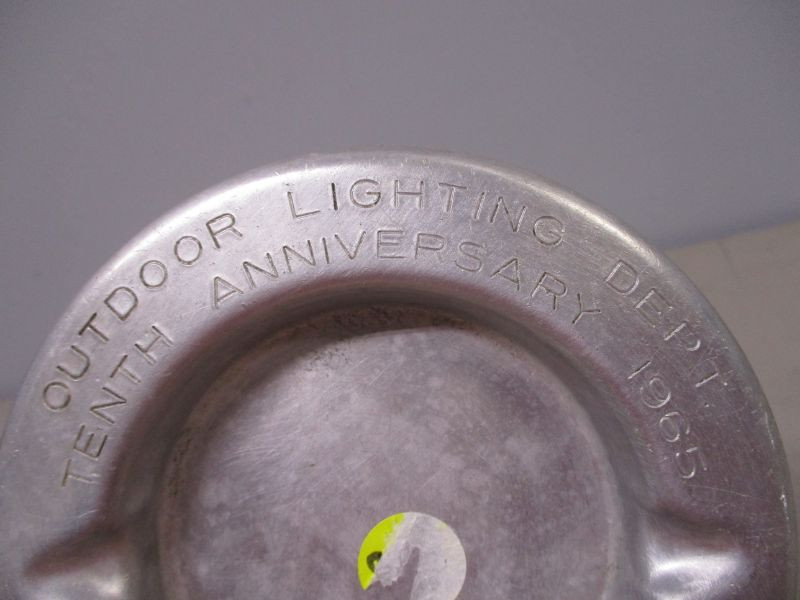 OUTDOOR LIGHTING DEPT.
TENTH ANNIVERSARY 1965